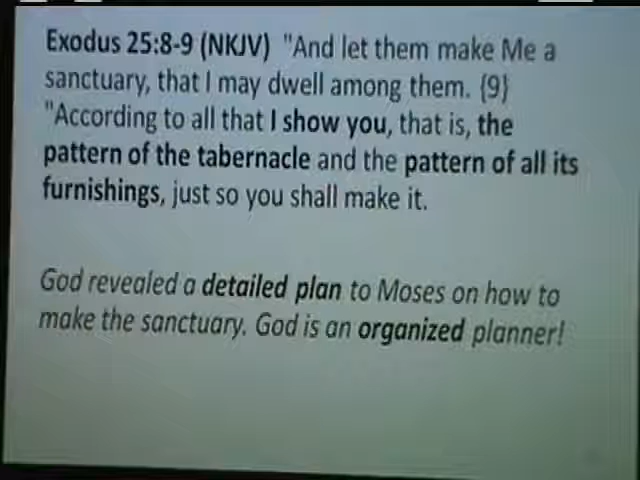 Exodus 25:8-9 (NKJV) "And let them make Me a
sanctuary, that I may dwell among them. {9}
"According to all that I show you, that is, the
pattern of the tabernacle and the pattern of all its
furnishings, just so you shall make it.
God revealed a detailed plan to Moses on how to
make the sanctuary. God is an organized planner!